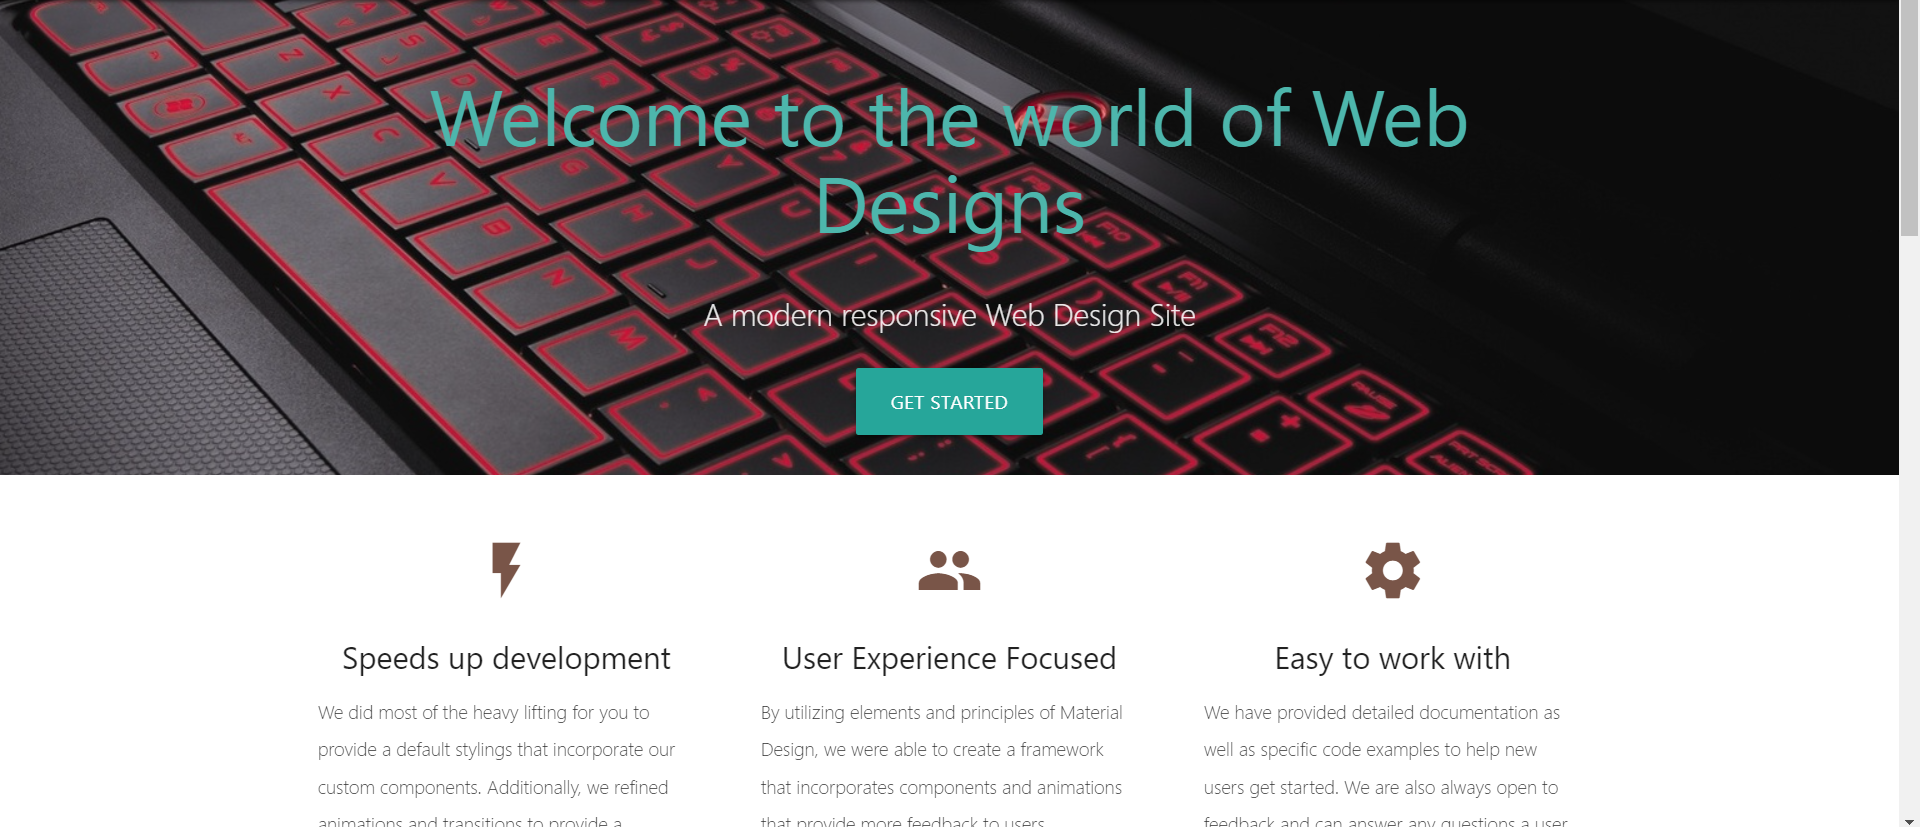 Welcome to the world of Web
Designs
A modern responsive Web Design Site
GET STARTED
Speeds up development
We did most of the heavy lifting for you to
provide a default stylings that incorporate our
custom components. Additionally, we refined
animations and transitions to provide a
User Experience Focused
By utilizing elements and principles of Material
Design, we were able to create a framework
that incorporates components and animations
that provide more feedback to users.
Easy to work with
We have provided detailed documentation as
well as specific code examples to help new
users get started. We are also always open to
feedback and can answer any questions a user